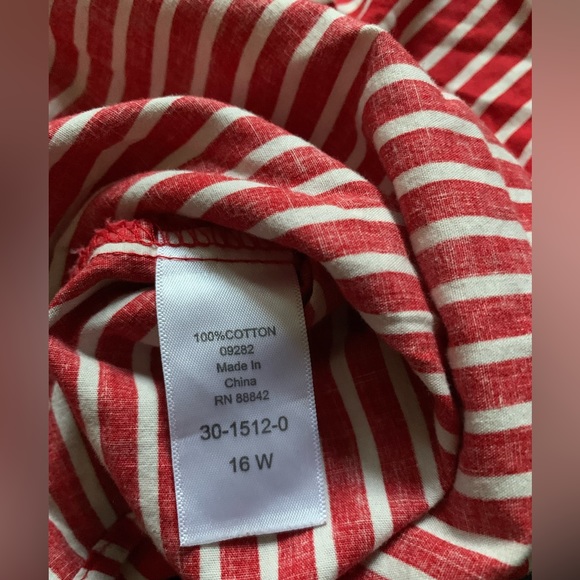 100%COTTON
09282
Made In
China
RN 88842
30-1512-0
16 W